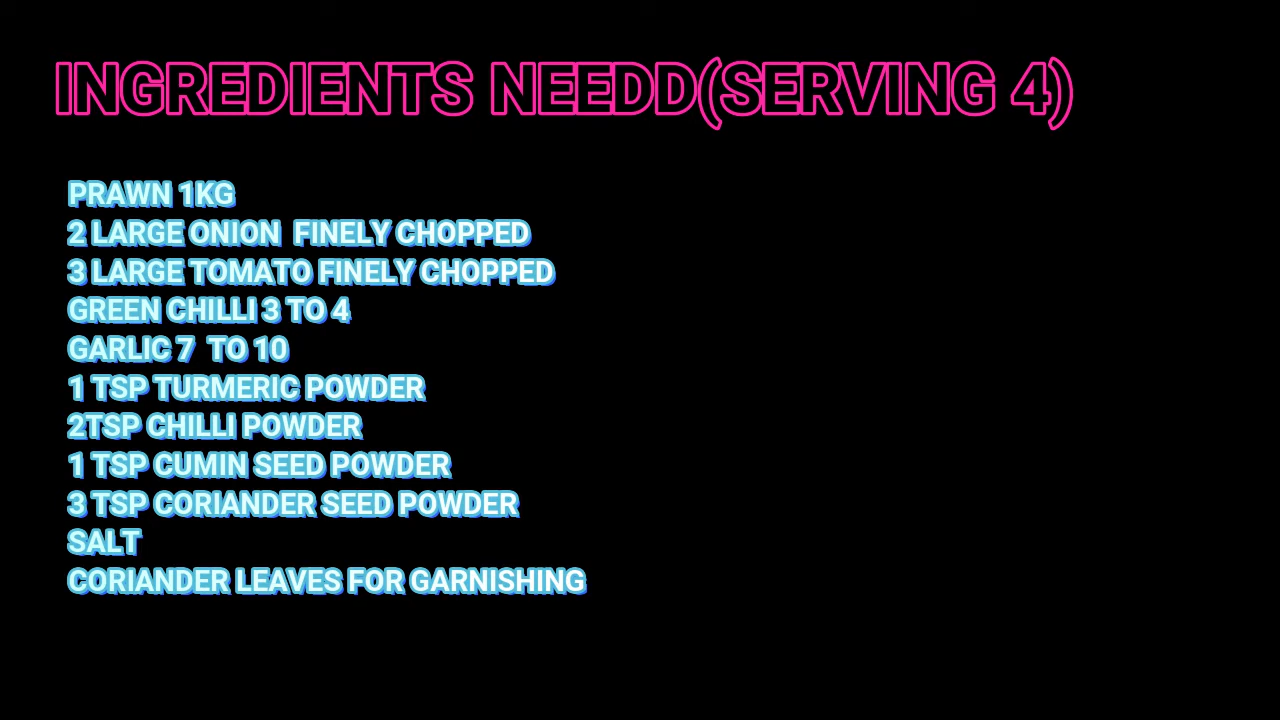 INGREDIENTS NEEDD(SERVING 4)
PRAWN 1KG
2 LARGE ONION  FINELY CHOPPED
3 LARGE TOMATO FINELY CHOPPED
GREEN CHILLI 3 TO 4
GARLIC 7  TO 10
1 TSP TURMERIC POWDER
2TSP CHILLI POWDER
1 TSP CUMIN SEED POWDER
3 TSP CORIANDER SEED POWDER
SALT
CORIANDER LEAVES FOR GARNISHING